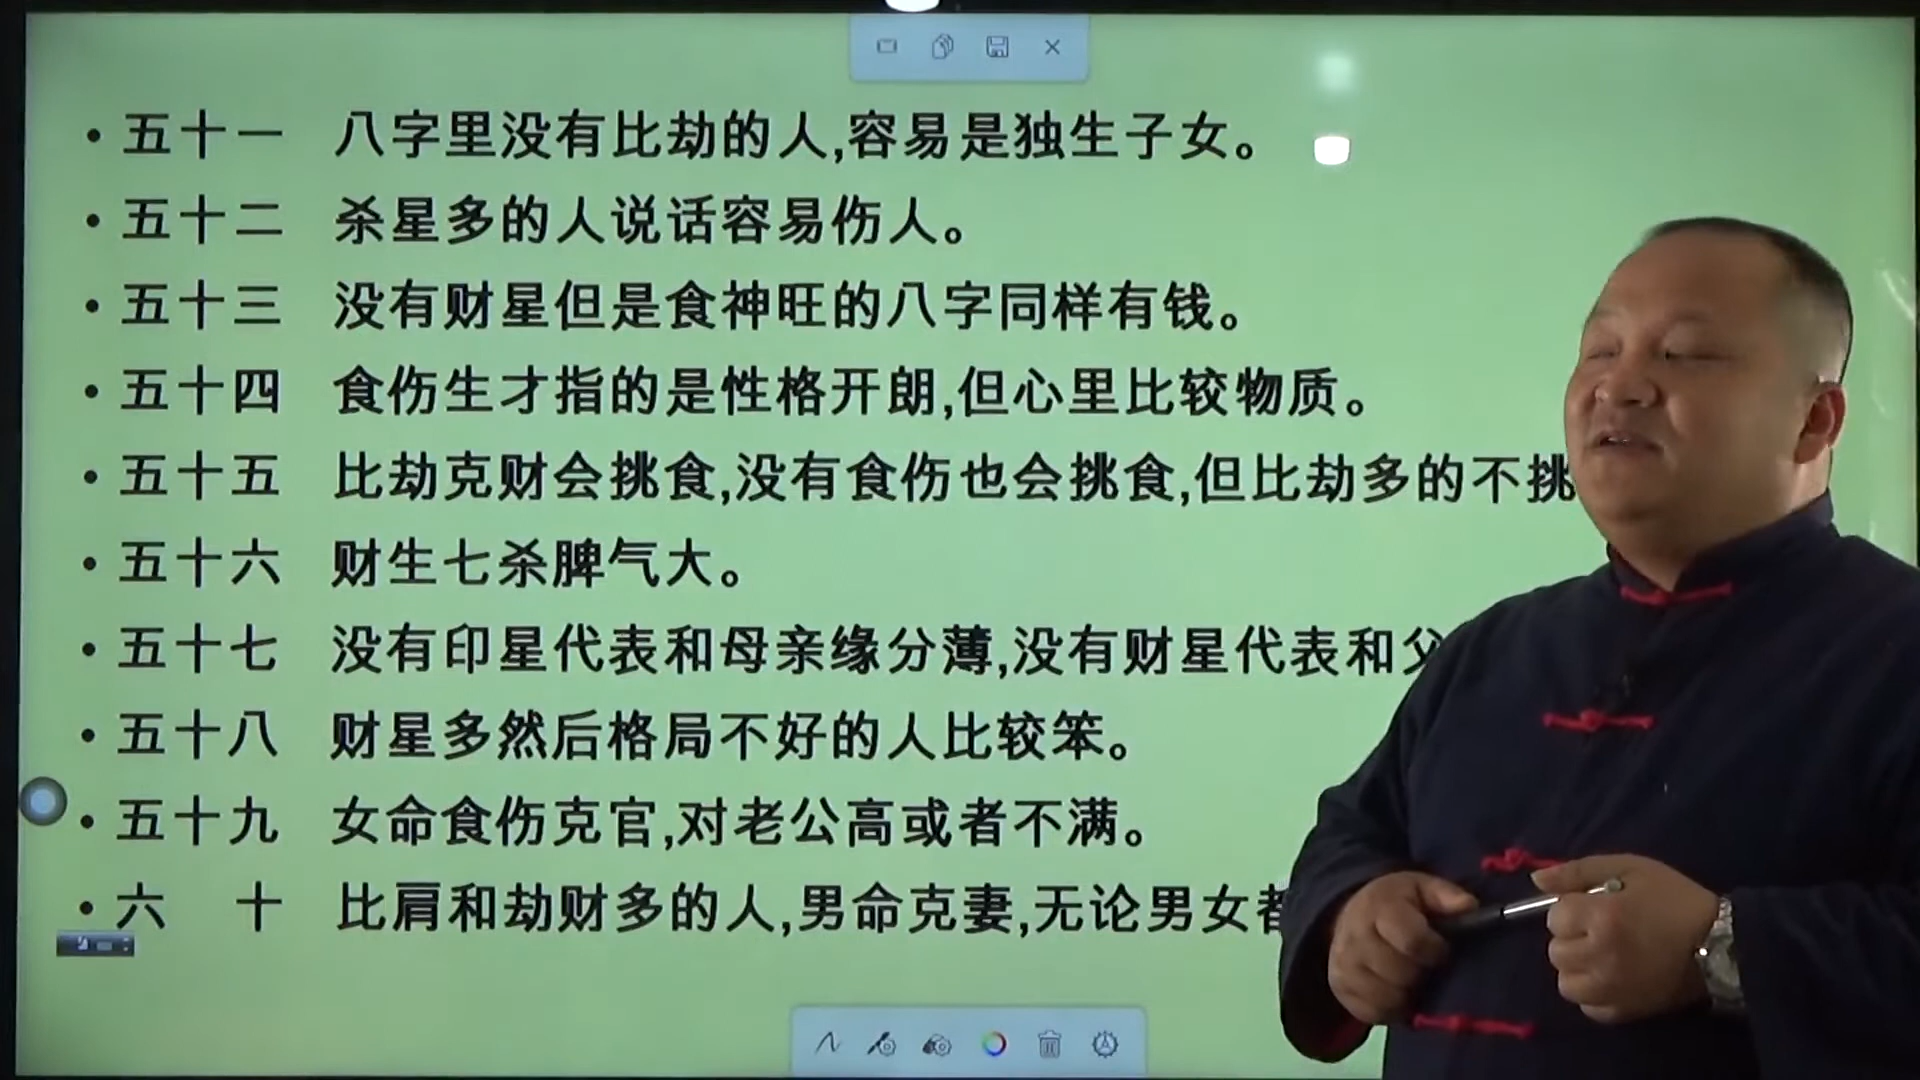 • 五十一 八字里没有比劫的人,容易是独生子女。
• 五十二 杀星多的人说话容易伤人。
• 五十三 没有财星但是食神旺的八字同样有钱。
• 五十四 食伤生才指的是性格开朗,但心里比较物质。
• 五十五 比劫克财会挑食,没有食伤也会挑食,但比劫多的不挑
• 五十六 财生七杀脾气大。
• 五十七 没有印星代表和母亲缘分薄,没有财星代表和父
• 五十八 财星多然后格局不好的人比较笨。
• 五十九 女命食伤克官,对老公高或者不满。
• 六 十 比肩和劫财多的人,男命克妻,无论男女都